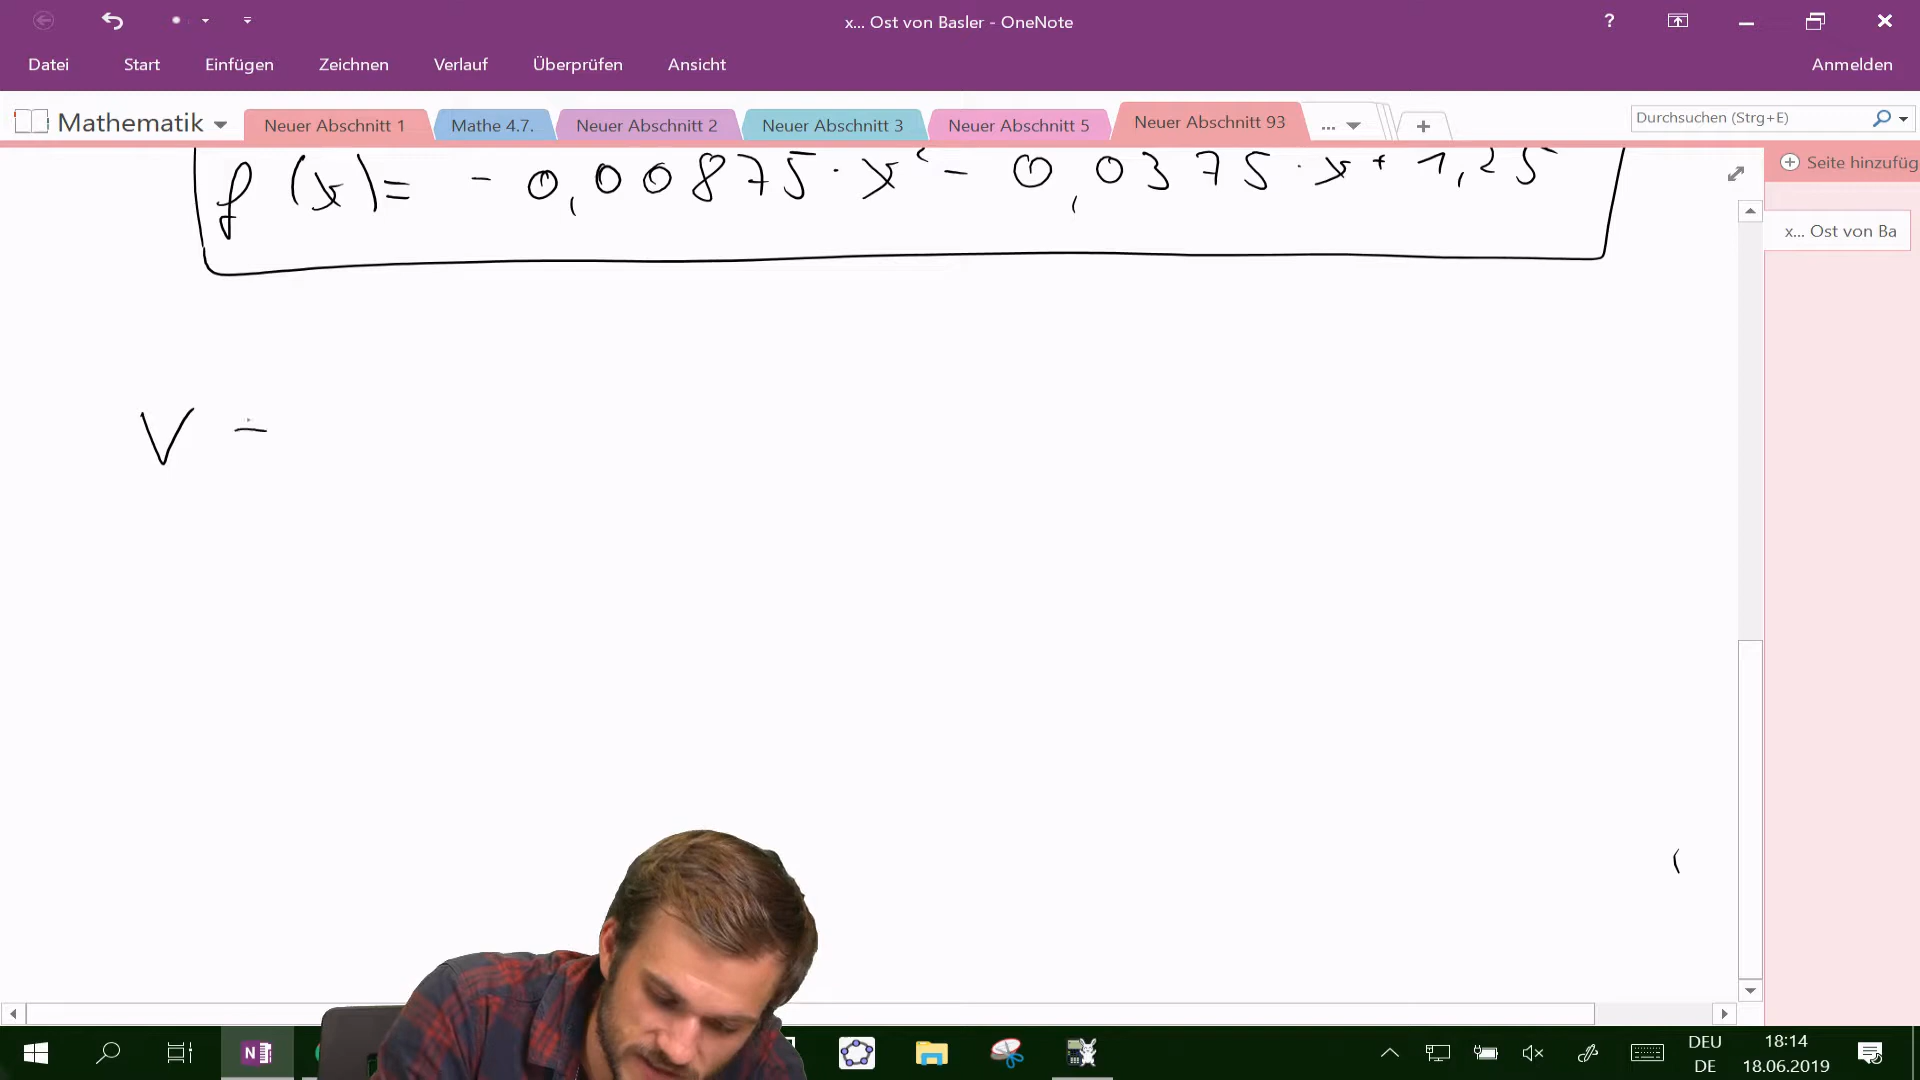 x... Ost von Basler - OneNote
?
Datei Start Einfügen Zeichnen Verlauf Überprüfen Ansicht Anmelden
Mathematik Neuer Abschnitt 1 Mathe 4.7. Neuer Abschnitt 2 Neuer Abschnitt 3 Neuer Abschnitt 5 Neuer Abschnitt 93 ... + Durchsuchen (Strg+E)
Seite hinzufüg
x... Ost von Ba
f (x) = - 0,00875 · x² - 0,0375 · x + 1,25
V =
(
N
DEU 18:14
DE 18.06.2019